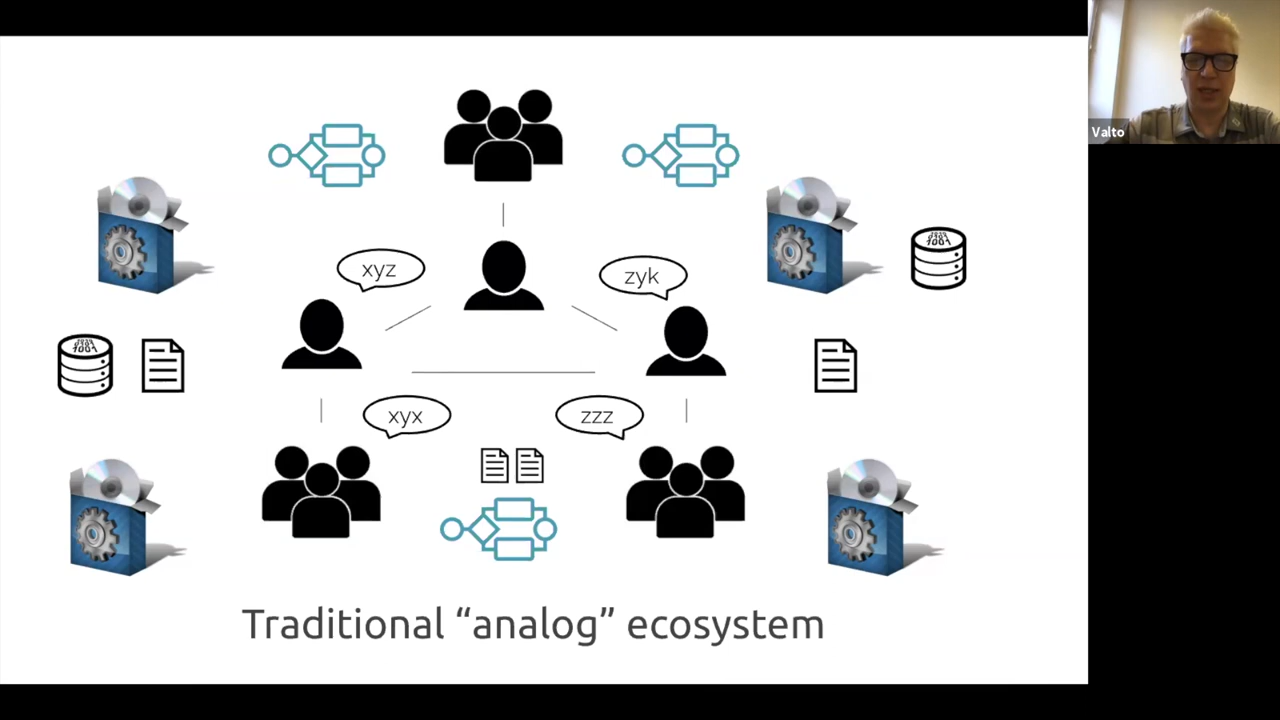 Valto
xyz
zyk
xyx
zzz
Traditional “analog” ecosystem